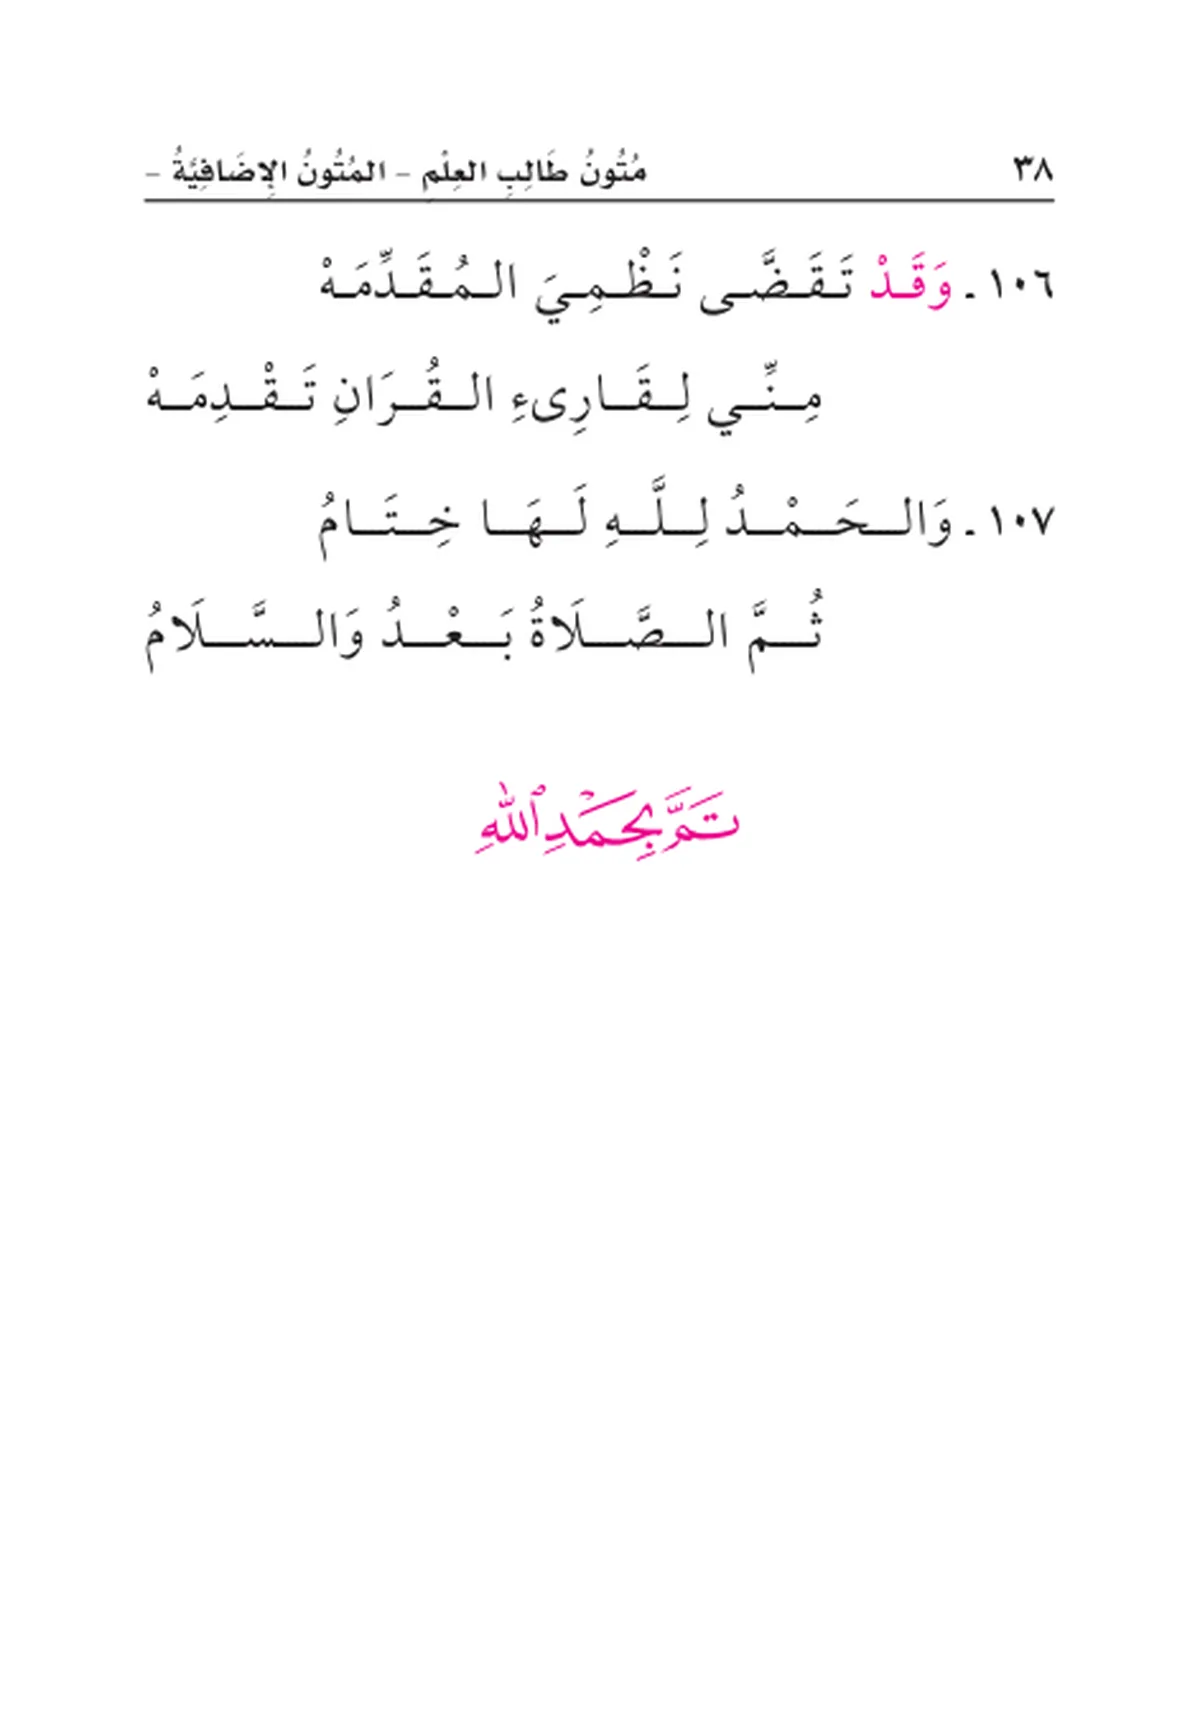 ٣٨ مُتُونُ طَالِبِ العِلْمِ - المُتُونُ الإِضَافِيَّةُ -
١٠٦ ـ وَقَدْ تَقَضَّى نَظْمِيَ المُقَدِّمَهْ
مِنِّي لِقَارِىءِ القُرَانِ تَقْدِمَهْ
١٠٧ ـ وَالحَمْدُ لِلَّهِ لَهَا خِتَامُ
ثُمَّ الصَّلَاةُ بَعْدُ وَالسَّلَامُ
تَمَّ بِحَمْدِ ٱللهِ